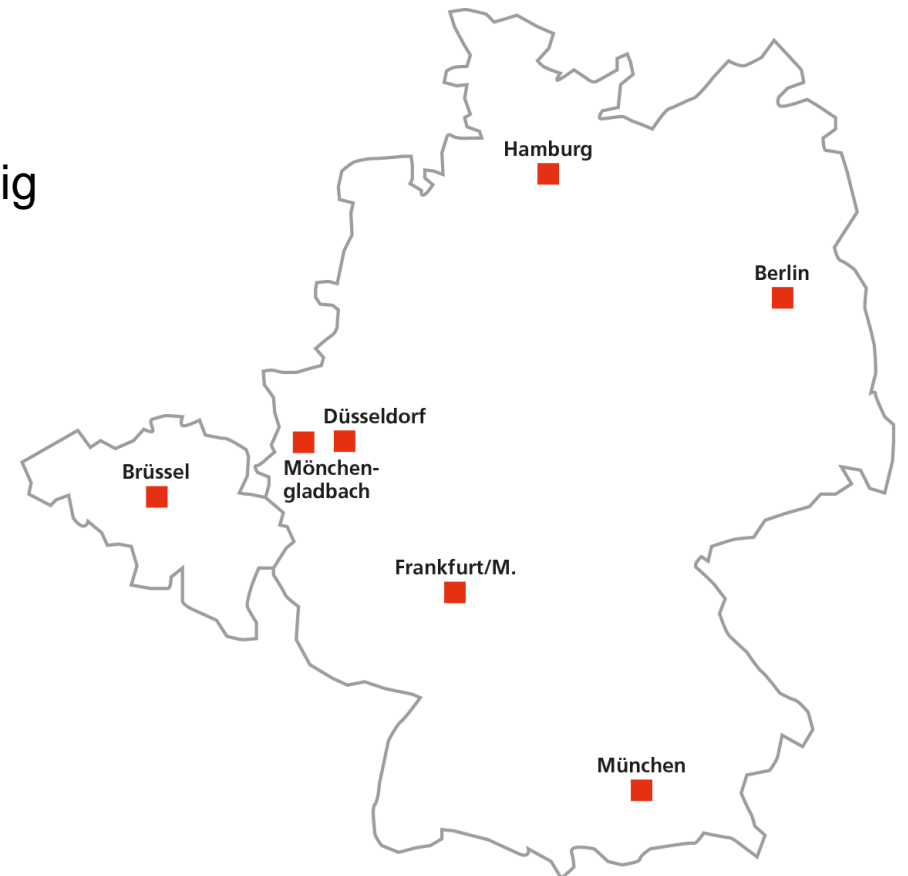 Hamburg
ig
Berlin
Düsseldorf
Mönchen-
gladbach
Brüssel
Frankfurt/M.
München